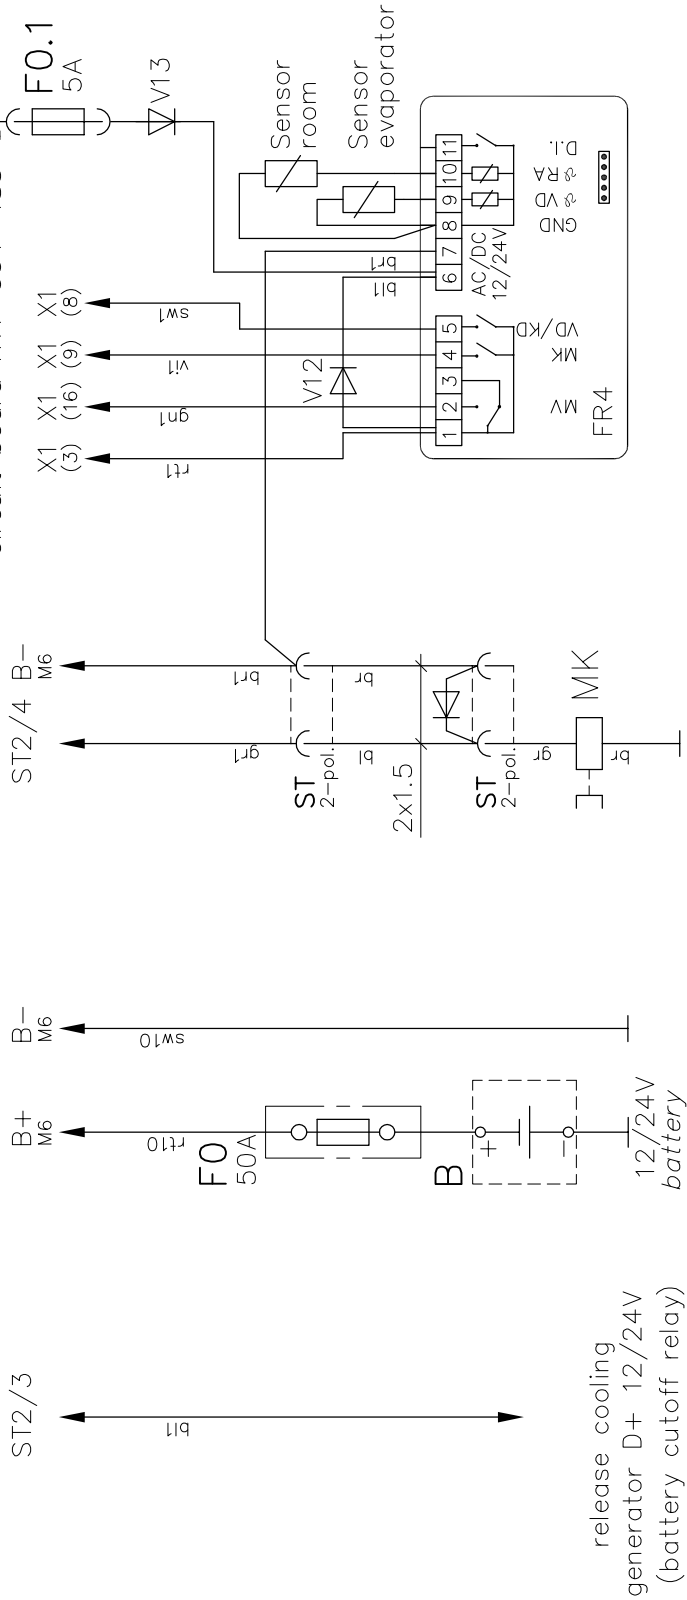 ST2/3
bl1
release cooling
generator D+ 12/24V
(battery cutoff relay)
B+
M6
rt10
F0
50A
B
+
−
12/24V
battery
B−
M6
sw10
ST2/4
gr1
ST
2-pol.
bl
2x1.5
ST
2-pol.
gr
MK
br
B−
M6
br1
br
X1
(3)
rt1
X1
(16)
gn1
X1
(9)
vi1
X1
(8)
sw1
V12
bl1
br1
F0.1
5A
V13
Sensor
room
Sensor
evaporator
1 2 3 4 5 6 7 8 9 10 11
AC/DC
12/24V
MV
MK
VD/KD
GND
ϑ VD
ϑ RA
D.I.
FR4